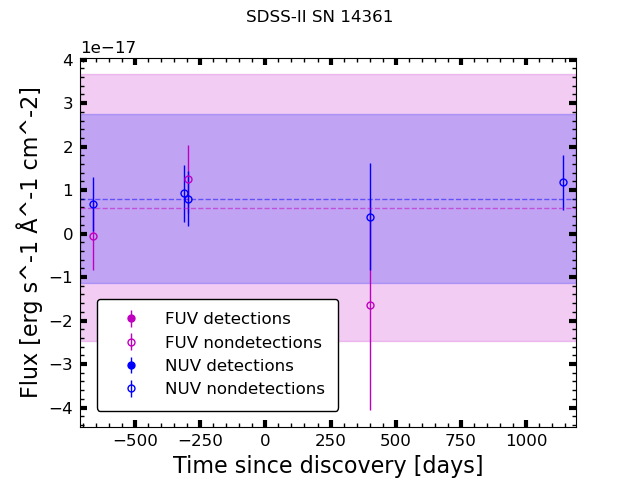 SDSS-II SN 14361
1e−17
4
3
2
1
0
−1
−2
−3
−4
Flux [erg s^-1 Å^-1 cm^-2]
FUV detections
FUV nondetections
NUV detections
NUV nondetections
−500 −250 0 250 500 750 1000
Time since discovery [days]